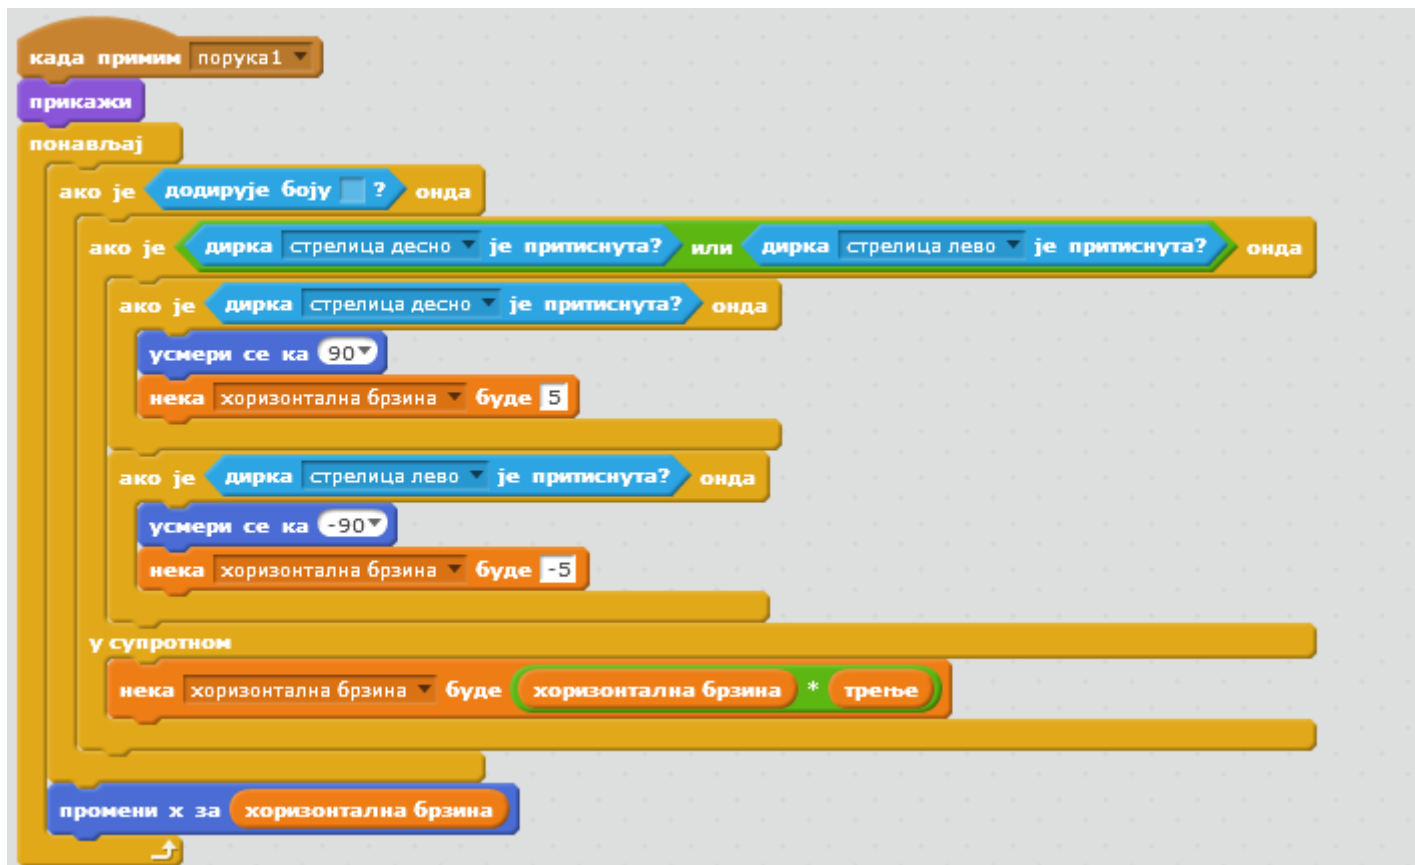 када примим порука1
прикажи
понављај
ако је додирује боју ? онда
ако је дирка стрелица десно је притиснута? или дирка стрелица лево је притиснута? онда
ако је дирка стрелица десно је притиснута? онда
усмери се ка 90
нека хоризонтална брзина буде 5
ако је дирка стрелица лево је притиснута? онда
усмери се ка -90
нека хоризонтална брзина буде -5
у супротном
нека хоризонтална брзина буде хоризонтална брзина * трење
промени x за хоризонтална брзина